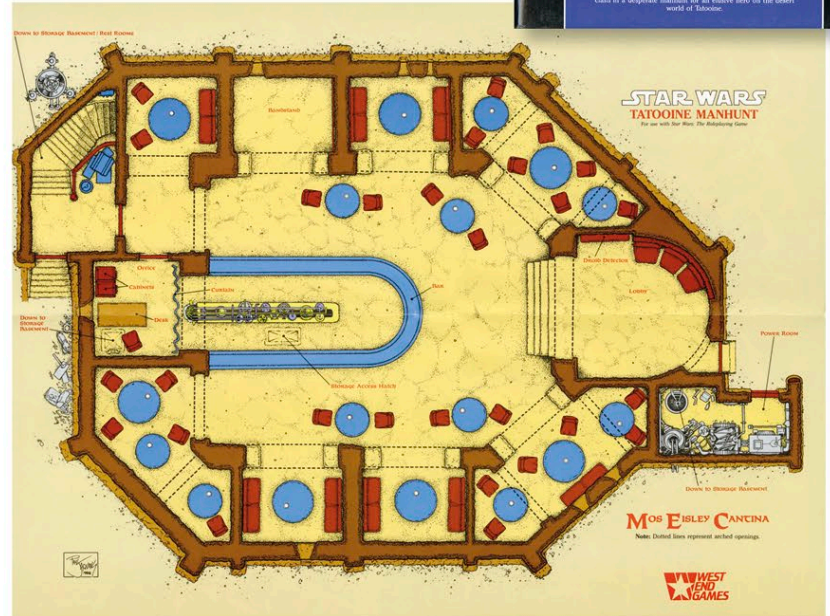 child in a desperate manhunt for an elusive hero on the desert
world of Tatooine.
Down to Storage Basement/Rest Rooms
STAR WARS
TATOOINE MANHUNT
For use with Star Wars: The Roleplaying Game
Bandstand
Droid Detector
Lobby
Office
Cabinets
Curtain
Bar
Desk
Down to
Storage
Basement
Storage Access Hatch
Power Room
Down to Storage Basement
Mos Eisley Cantina
Note: Dotted lines represent arched openings.
WEST
END
GAMES